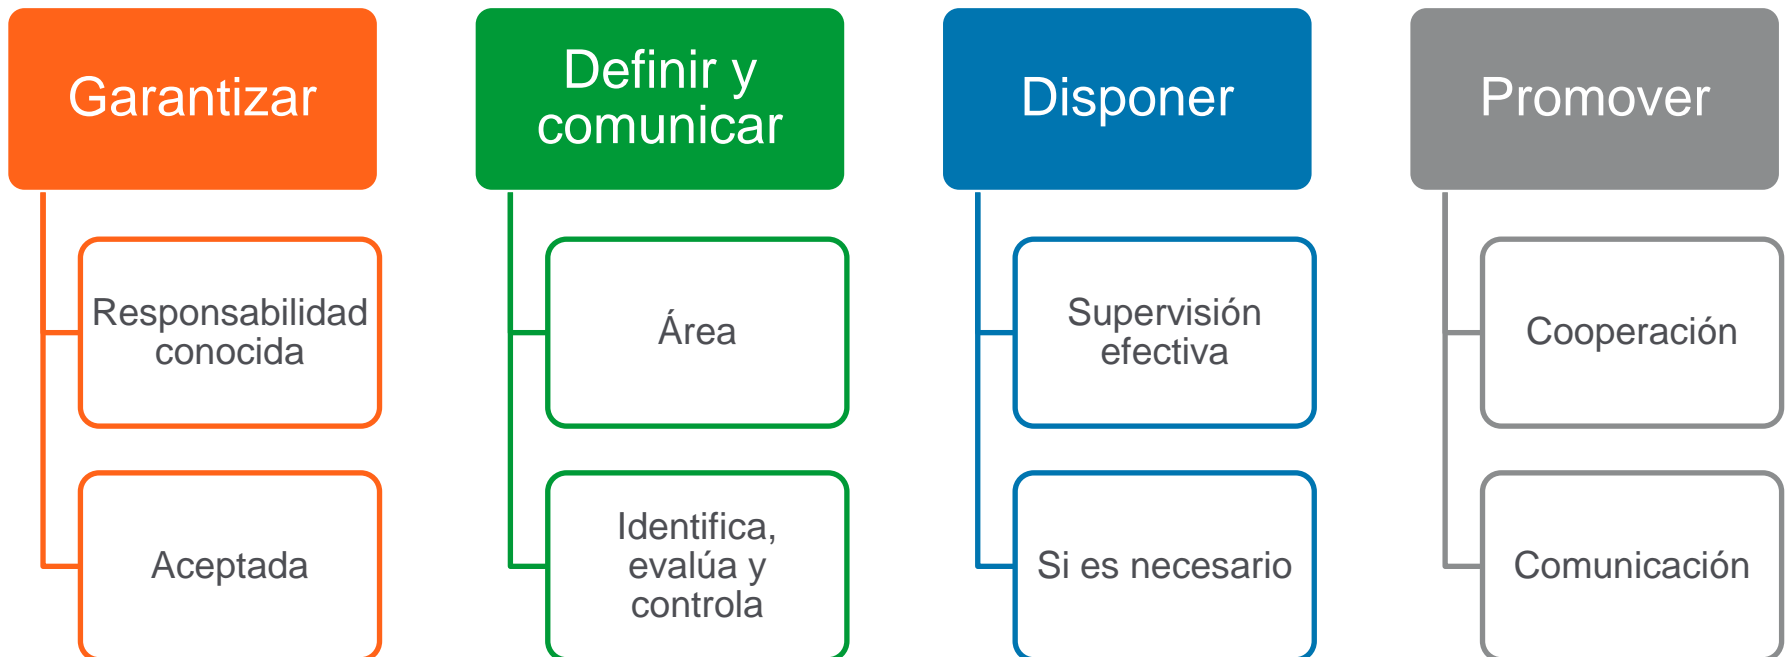 Garantizar
Responsabilidad
conocida
Aceptada
Definir y
comunicar
Área
Identifica,
evalúa y
controla
Disponer
Supervisión
efectiva
Si es necesario
Promover
Cooperación
Comunicación